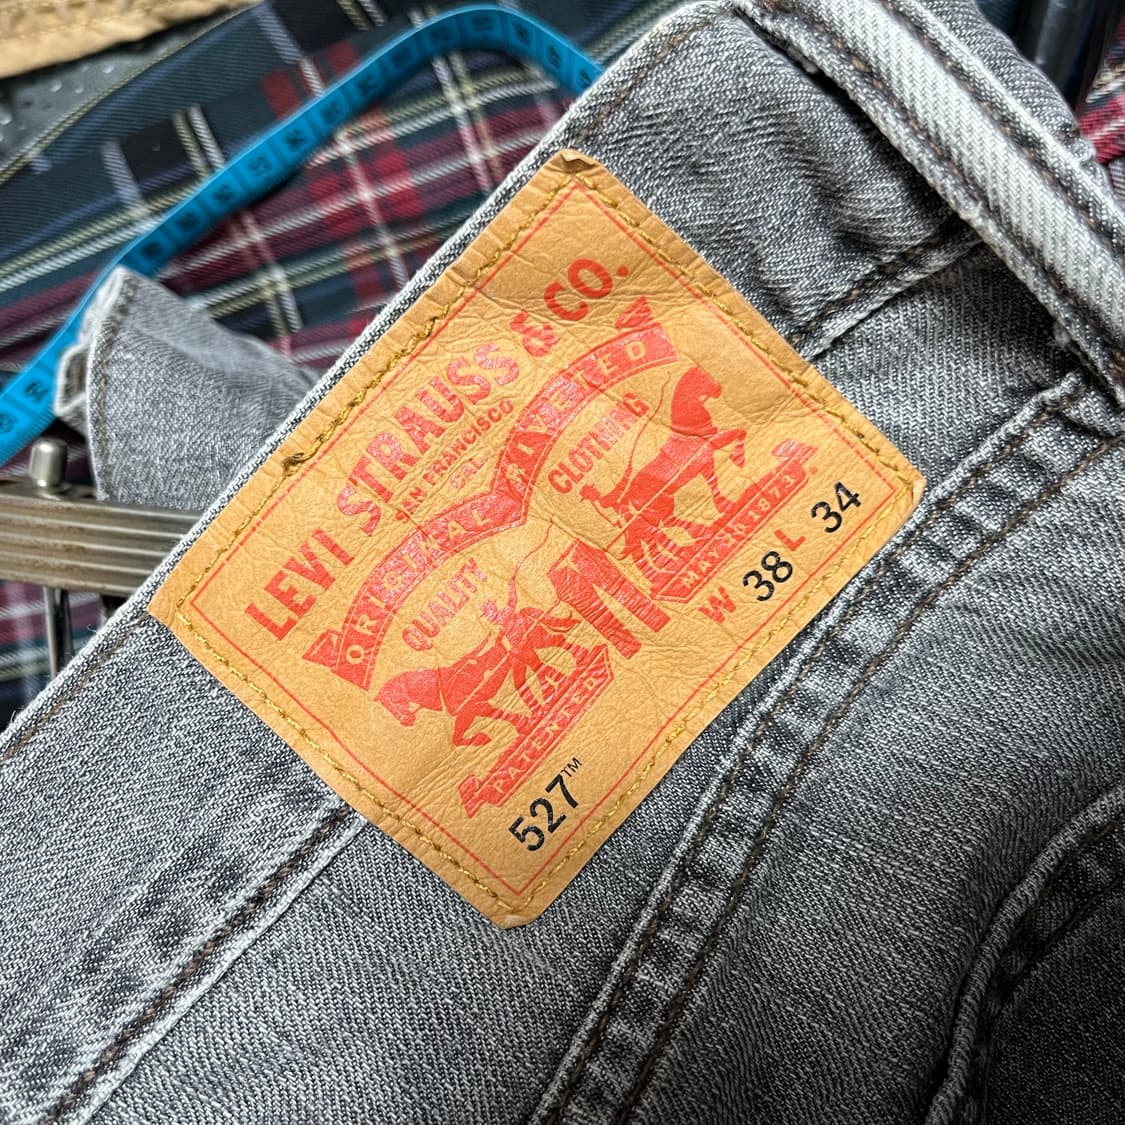 LEVI STRAUSS & CO.
SAN FRANCISCO
CAL.
ORIGINAL RIVETED
QUALITY CLOTHING
PATENTED MAY 20 1873
527™ W 38 L 34